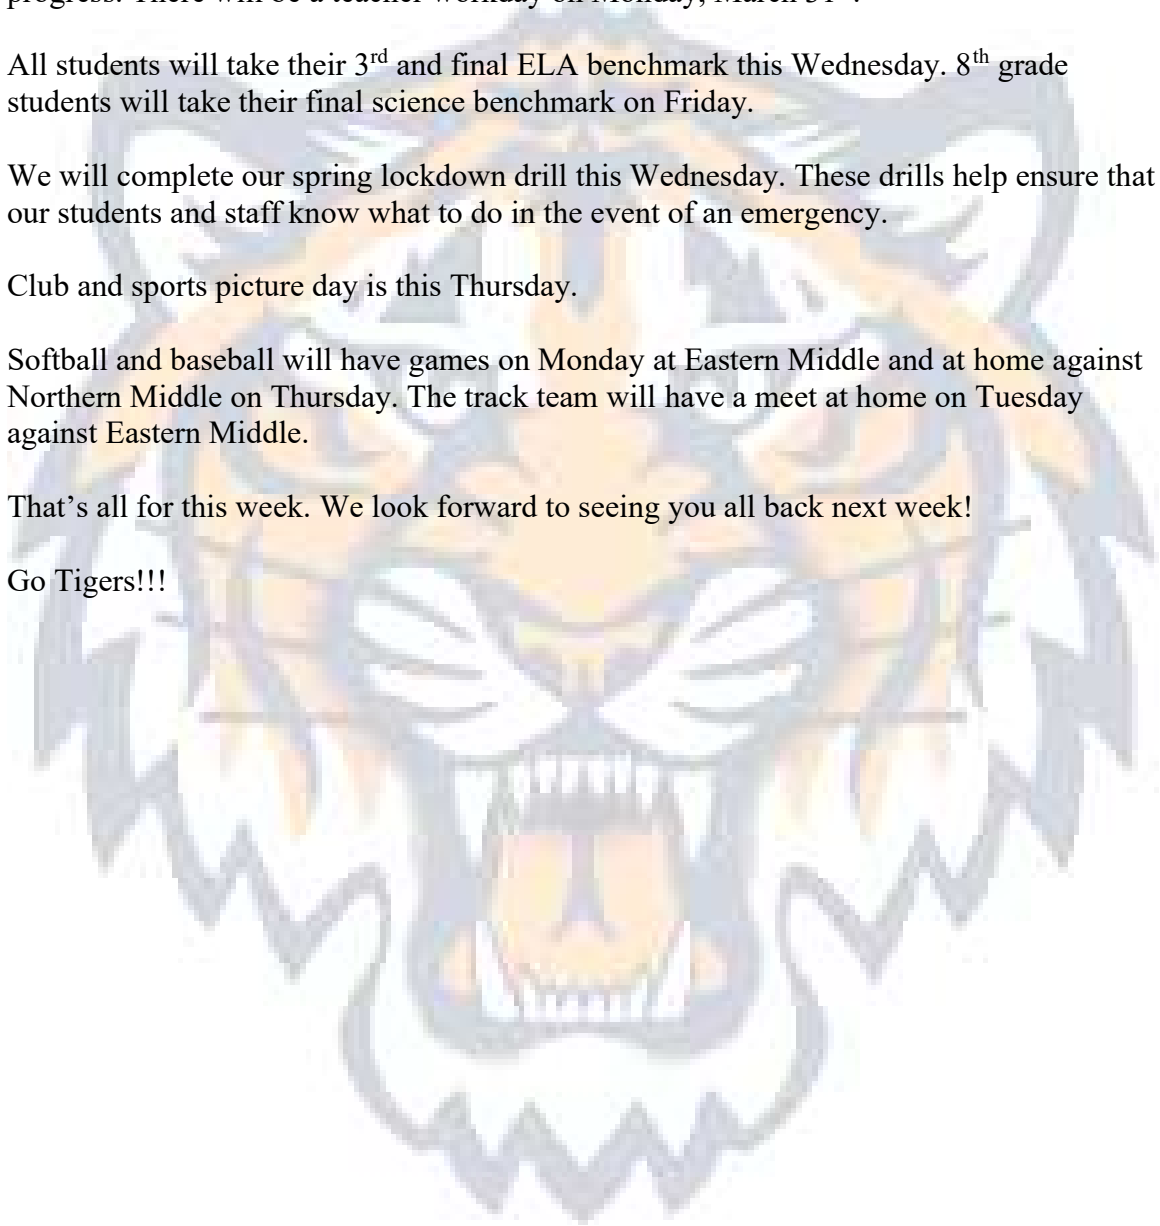 progress. There will be a teacher workday on Monday, March 31st.
All students will take their 3rd and final ELA benchmark this Wednesday. 8th grade
students will take their final science benchmark on Friday.
We will complete our spring lockdown drill this Wednesday. These drills help ensure that
our students and staff know what to do in the event of an emergency.
Club and sports picture day is this Thursday.
Softball and baseball will have games on Monday at Eastern Middle and at home against
Northern Middle on Thursday. The track team will have a meet at home on Tuesday
against Eastern Middle.
That’s all for this week. We look forward to seeing you all back next week!
Go Tigers!!!